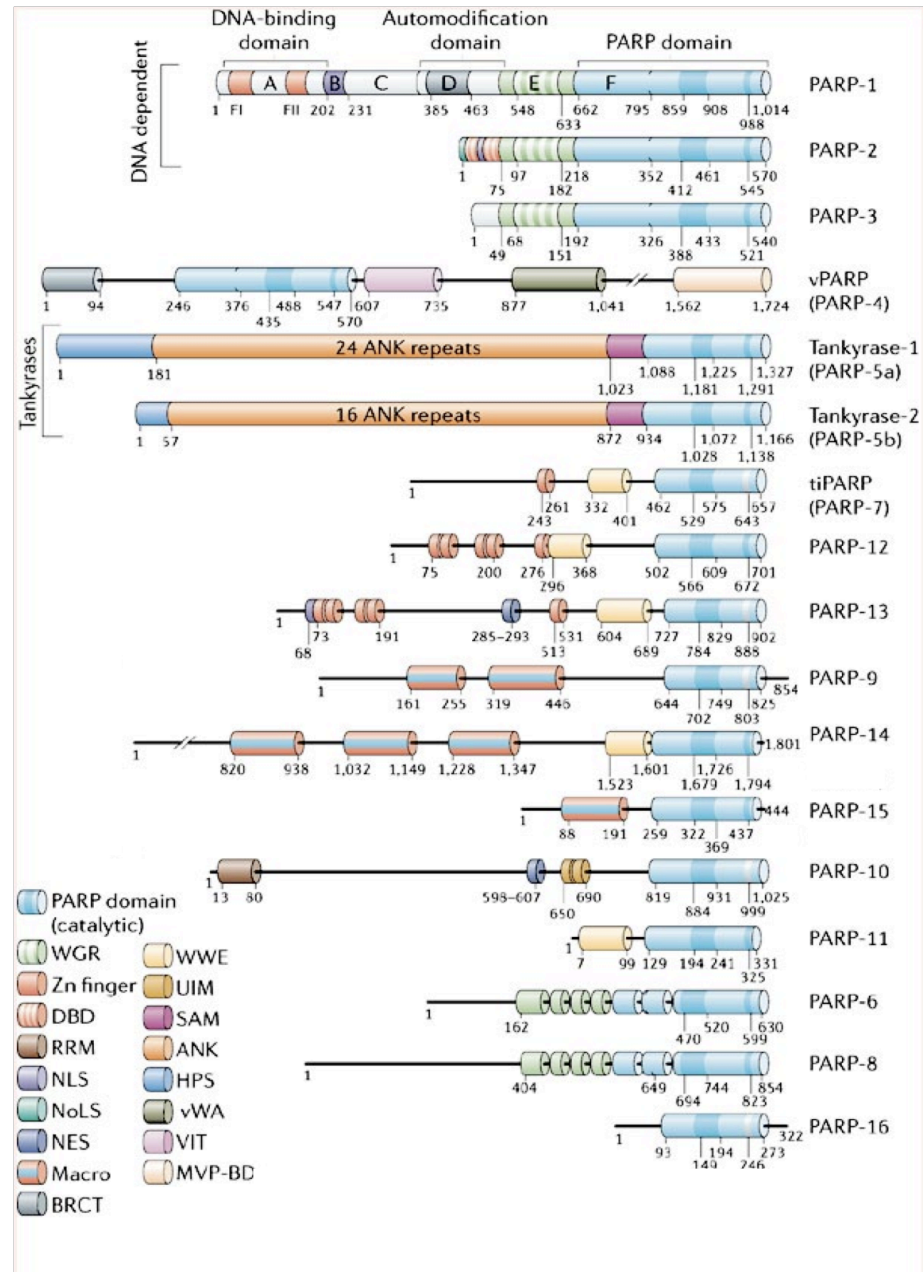 DNA-binding domain
Automodification domain
PARP domain
DNA dependent
A B C D E F
PARP-1
1 FI FII 202 231 385 463 548 633 662 795 859 908 988 1,014
PARP-2
1 75 97 182 218 352 412 461 545 570
PARP-3
1 49 68 151 192 326 388 433 521 540
vPARP
(PARP-4)
1 94 246 376 435 488 547 570 607 735 877 1,041 1,562 1,724
Tankyrases
24 ANK repeats
Tankyrase-1
(PARP-5a)
1 181 1,023 1,088 1,181 1,225 1,291 1,327
16 ANK repeats
Tankyrase-2
(PARP-5b)
1 57 872 934 1,028 1,072 1,138 1,166
tiPARP
(PARP-7)
1 243 261 332 401 462 529 575 643 657
PARP-12
1 75 200 276 296 368 502 566 609 672 701
PARP-13
1 68 73 191 285–293 513 531 604 689 727 784 829 888 902
PARP-9
161 255 319 446 644 702 749 803 825 854
PARP-14
1 820 938 1,032 1,149 1,228 1,347 1,523 1,601 1,679 1,726 1,794 1,801
PARP-15
1 88 191 259 322 369 437 444
PARP-10
1 13 80 598–607 650 690 819 884 931 999 1,025
PARP-11
1 7 99 129 194 241 325 331
PARP-6
1 162 470 520 599 630
PARP-8
1 404 649 694 744 823 854
PARP-16
1 93 149 194 246 273 322
PARP domain
(catalytic)
WGR
Zn finger
DBD
RRM
NLS
NoLS
NES
Macro
BRCT
WWE
UIM
SAM
ANK
HPS
vWA
VIT
MVP-BD